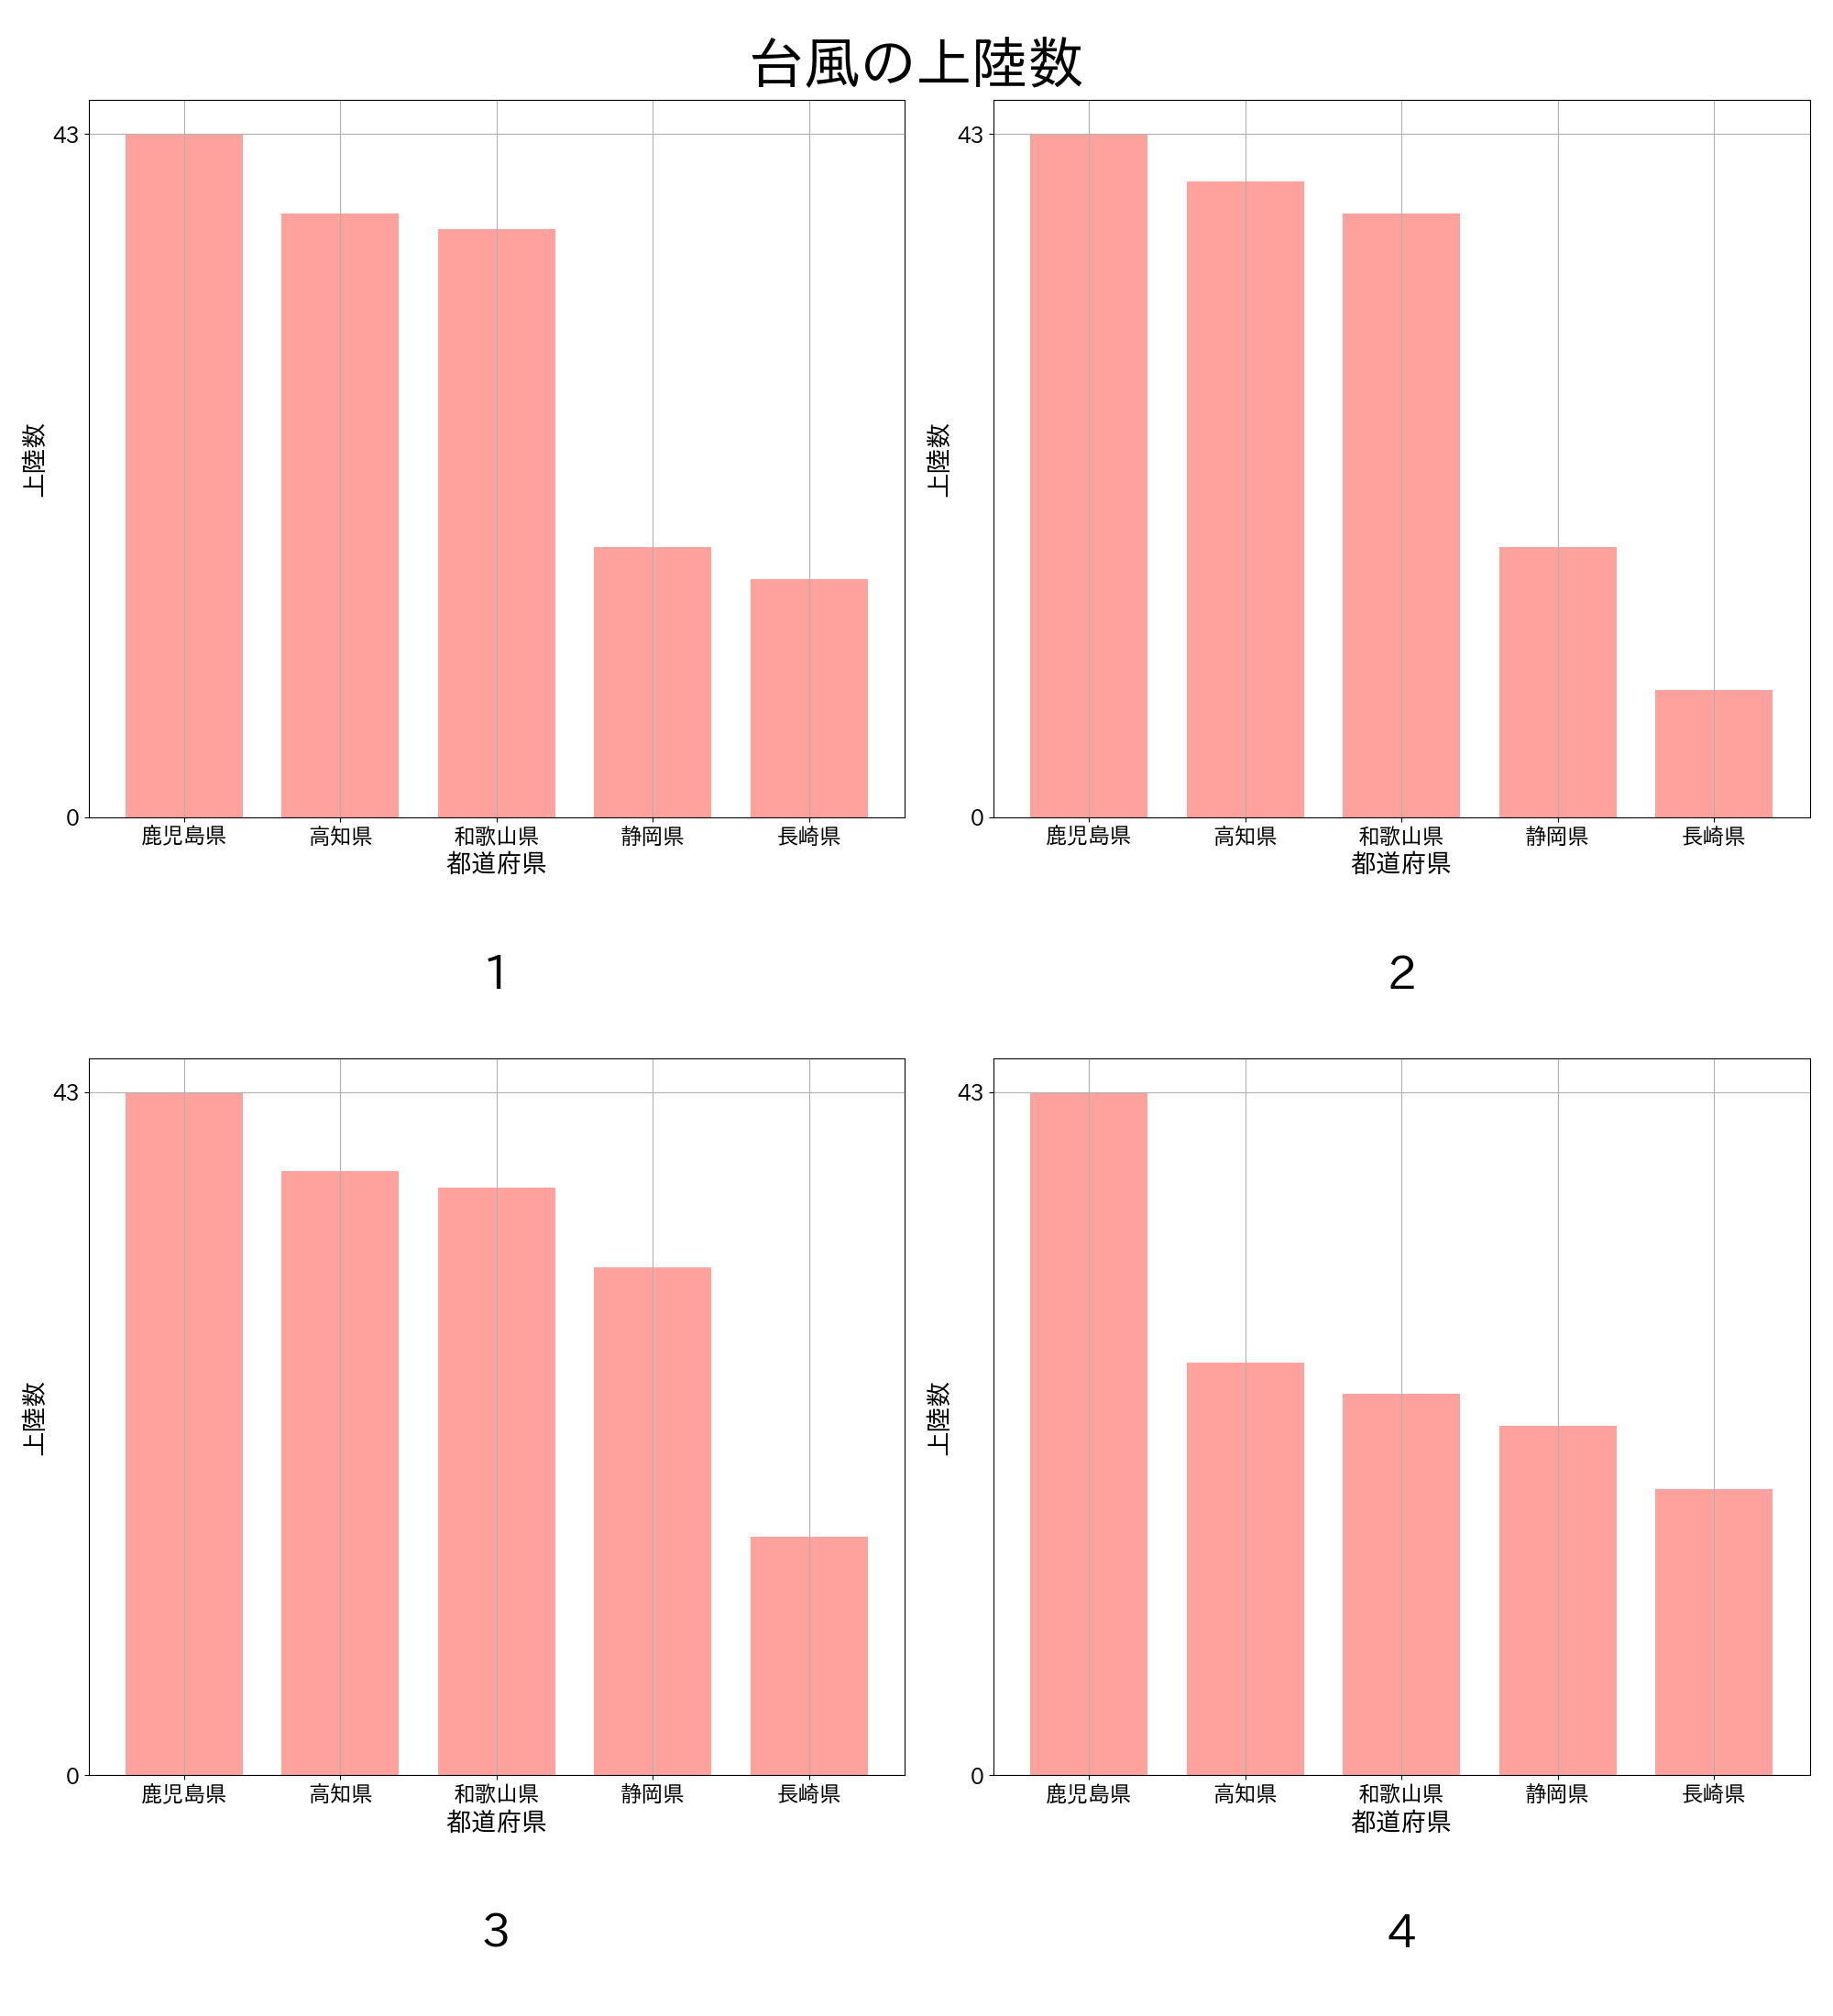 台風の上陸数
43
0
上陸数
鹿児島県 高知県 和歌山県 静岡県 長崎県
都道府県
1
43
0
上陸数
鹿児島県 高知県 和歌山県 静岡県 長崎県
都道府県
2
43
0
上陸数
鹿児島県 高知県 和歌山県 静岡県 長崎県
都道府県
3
43
0
上陸数
鹿児島県 高知県 和歌山県 静岡県 長崎県
都道府県
4